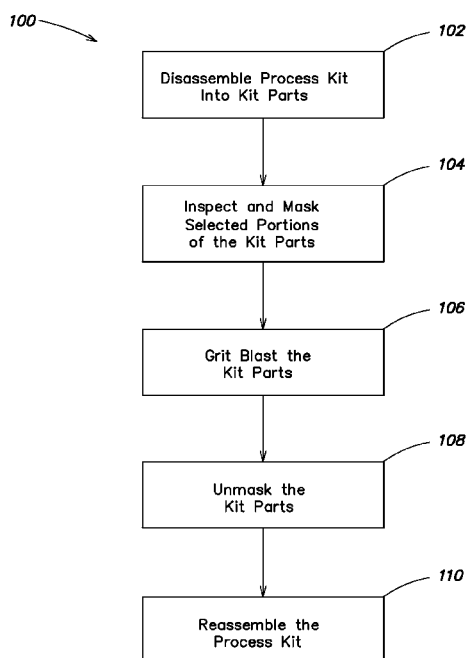 100
102
Disassemble Process Kit
Into Kit Parts
104
Inspect and Mask
Selected Portions
of the Kit Parts
106
Grit Blast the
Kit Parts
108
Unmask the
Kit Parts
110
Reassemble the
Process Kit